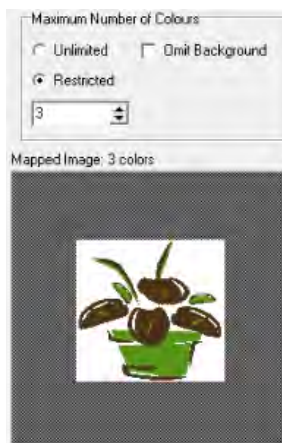 Maximum Number of Colours
Unlimited Omit Background
Restricted
3
Mapped Image: 3 colors